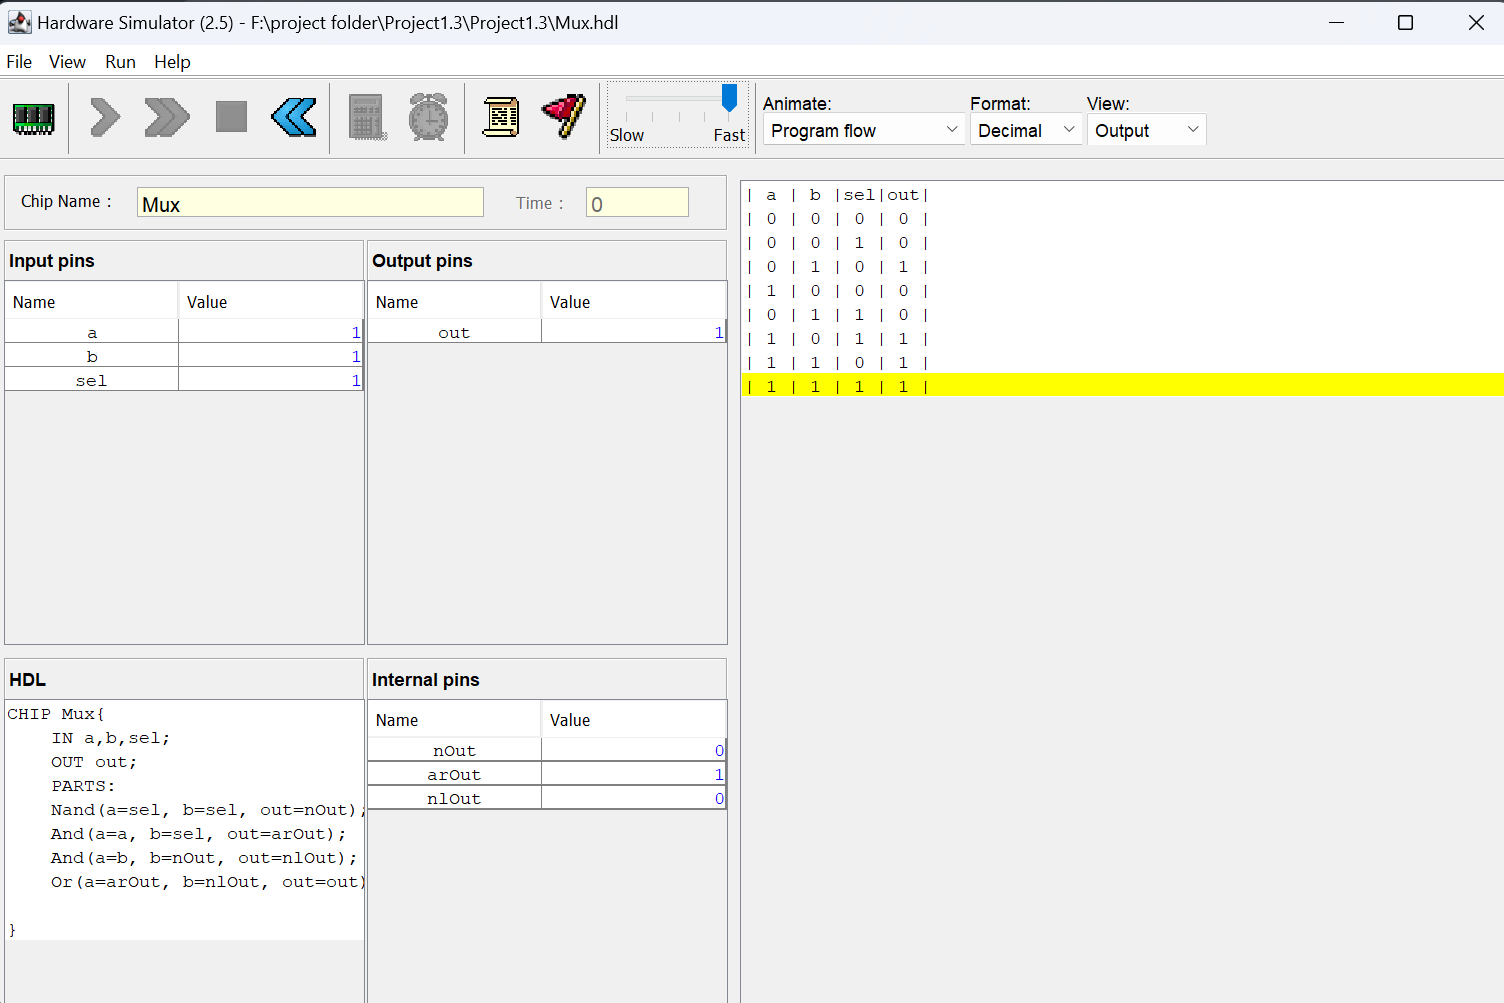 Hardware Simulator (2.5) - F:\project folder\Project1.3\Project1.3\Mux.hdl
File View Run Help
Slow Fast
Animate: Format: View:
Program flow Decimal Output
Chip Name : Mux Time : 0
Input pins
Name Value
a 1
b 1
sel 1
Output pins
Name Value
out 1
HDL
CHIP Mux{
IN a,b,sel;
OUT out;
PARTS:
Nand(a=sel, b=sel, out=nOut);
And(a=a, b=sel, out=arOut);
And(a=b, b=nOut, out=nlOut);
Or(a=arOut, b=nlOut, out=out)
}
Internal pins
Name Value
nOut 0
arOut 1
nlOut 0
| a | b |sel|out|
| 0 | 0 | 0 | 0 |
| 0 | 0 | 1 | 0 |
| 0 | 1 | 0 | 1 |
| 1 | 0 | 0 | 0 |
| 0 | 1 | 1 | 0 |
| 1 | 0 | 1 | 1 |
| 1 | 1 | 0 | 1 |
| 1 | 1 | 1 | 1 |